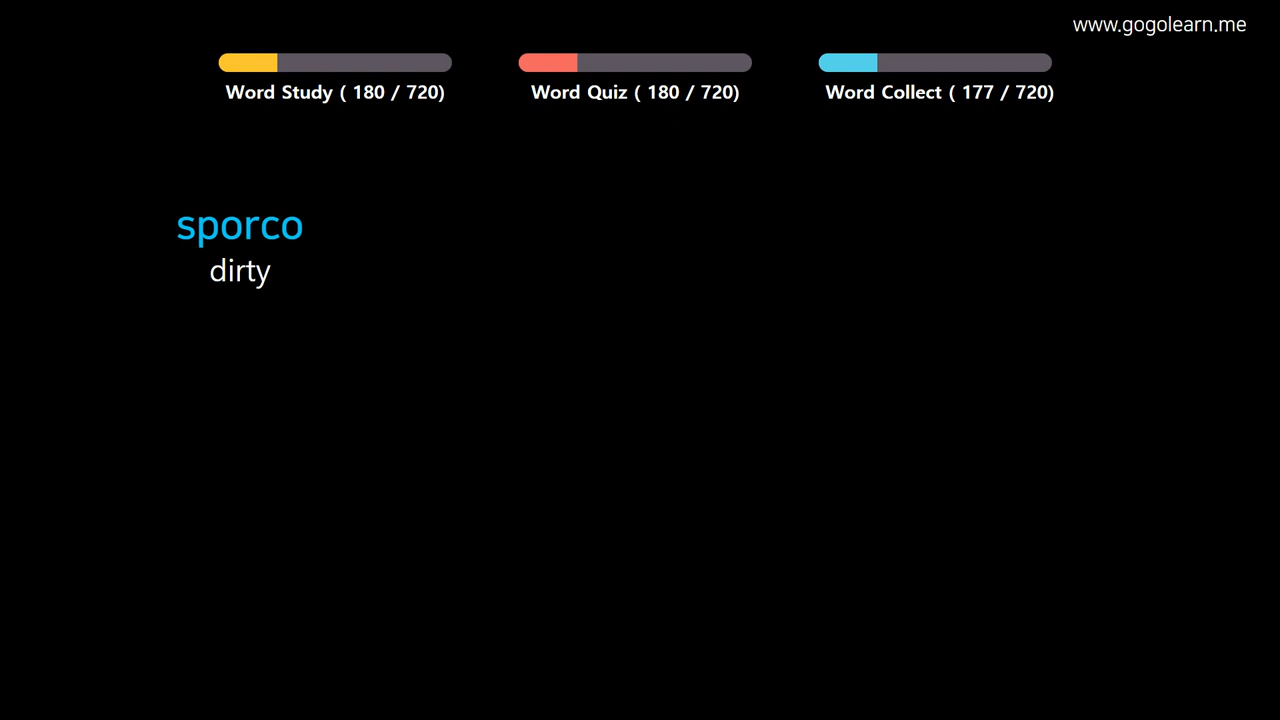 www.gogolearn.me
Word Study ( 180 / 720)
Word Quiz ( 180 / 720)
Word Collect ( 177 / 720)
sporco
dirty